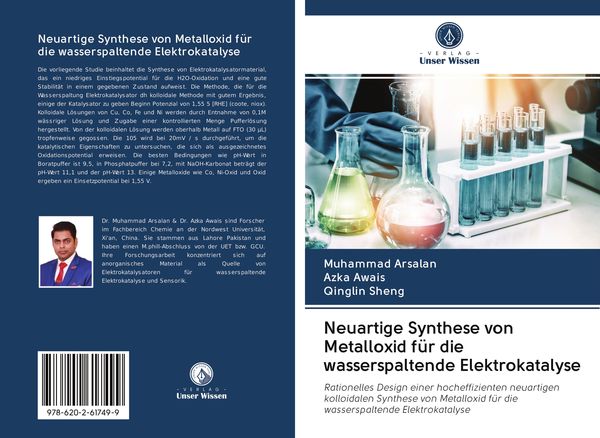 Neuartige Synthese von Metalloxid für
die wasserspaltende Elektrokatalyse
Die vorliegende Studie beinhaltet die Synthese von Elektrokatalysatormaterial,
das ein niedriges Einstiegspotential für die H2O-Oxidation und eine gute
Stabilität in einem gegebenen Zustand aufweist. Die Methode, die für die
Wasserspaltung Elektrokatalysator dh kolloidale Methode mit gutem Ergebnis,
einige der Katalysator zu geben Beginn Potenzial von 1,55 5 [RHE] (coote, niox).
Kolloidale Lösungen von Cu, Co, Fe und Ni werden durch Entnahme von 0,1M
wässriger Lösung und Zugabe einer kontrollierten Menge Pufferlösung
hergestellt. Von der kolloidalen Lösung werden oberhalb Metall auf FTO (30 µL)
tropfenweise gegossen. Die 105 wird bei 20mV / s durchgeführt, um die
katalytischen Eigenschaften zu untersuchen, die sich als ausgezeichnetes
Oxidationspotential erweisen. Die besten Bedingungen wie pH-Wert in
Boratpuffer ist 9,5, in Phosphatpuffer bei 7,2, mit NaOH-Karbonat beträgt der
pH-Wert 11,1 und der pH-Wert 13. Einige Metalloxide wie Co, Ni-Oxid und Oxid
ergeben ein Einsetzpotential bei 1,55 V.
Dr. Muhammad Arsalan & Dr. Azka Awais sind Forscher
im Fachbereich Chemie an der Nordwest Universität,
Xi'an, China. Sie stammen aus Lahore Pakistan und
haben einen M.phill-Abschluss von der UET bzw. GCU.
Ihre Forschungsarbeit konzentriert sich auf
anorganisches Material als Quelle von
Elektrokatalysatoren für wasserspaltende
Elektrokatalyse und Sensorik.
978-620-2-61749-9
VERLAG
Unser Wissen
VERLAG
Unser Wissen
Muhammad Arsalan
Azka Awais
Qinglin Sheng
Neuartige Synthese von
Metalloxid für die
wasserspaltende Elektrokatalyse
Rationelles Design einer hocheffizienten neuartigen
kolloidalen Synthese von Metalloxid für die
wasserspaltende Elektrokatalyse